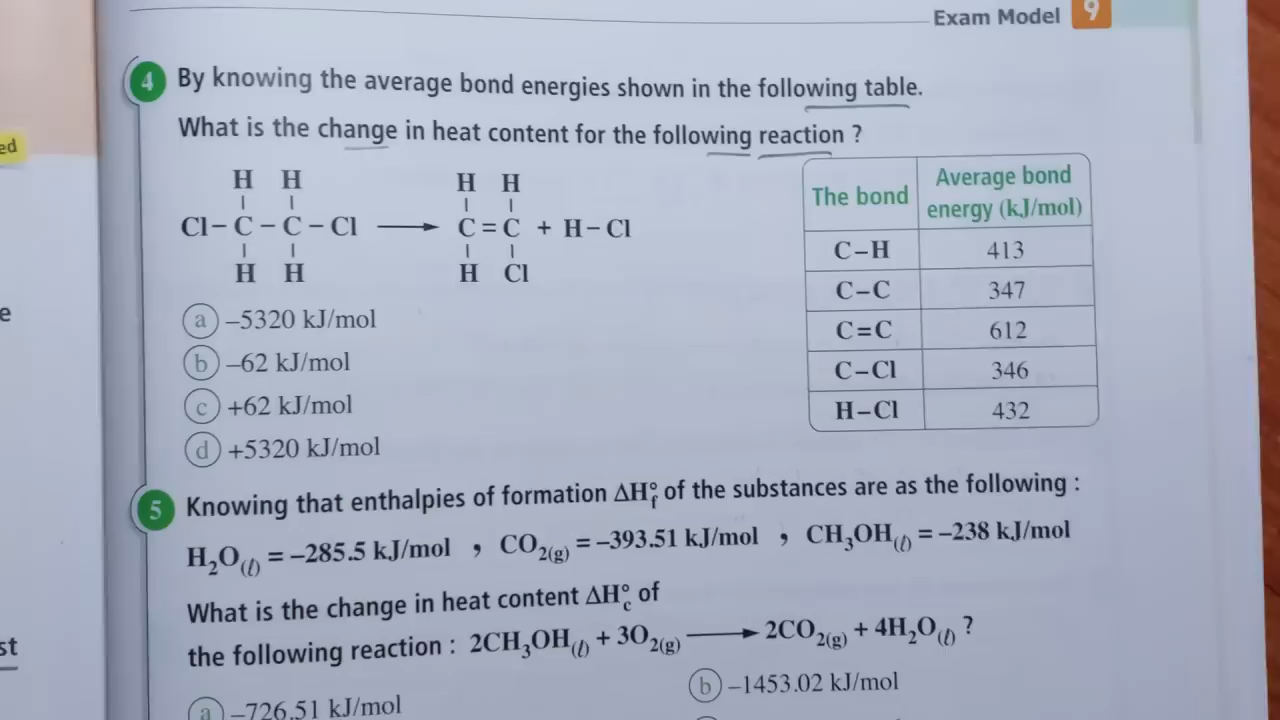 Exam Model 9
4 By knowing the average bond energies shown in the following table.
What is the change in heat content for the following reaction ?
H H H H
Cl – C – C – Cl ⟶ C = C + H – Cl
H H H Cl
The bond Average bond energy (kJ/mol)
C–H 413
C–C 347
C=C 612
C–Cl 346
H–Cl 432
a –5320 kJ/mol
b –62 kJ/mol
c +62 kJ/mol
d +5320 kJ/mol
5 Knowing that enthalpies of formation ΔH°f of the substances are as the following :
H₂O(l) = –285.5 kJ/mol , CO₂(g) = –393.51 kJ/mol , CH₃OH(l) = –238 kJ/mol
What is the change in heat content ΔH°c of
the following reaction : 2CH₃OH(l) + 3O₂(g) ⟶ 2CO₂(g) + 4H₂O(l) ?
a –726.51 kJ/mol
b –1453.02 kJ/mol
ed
e
st